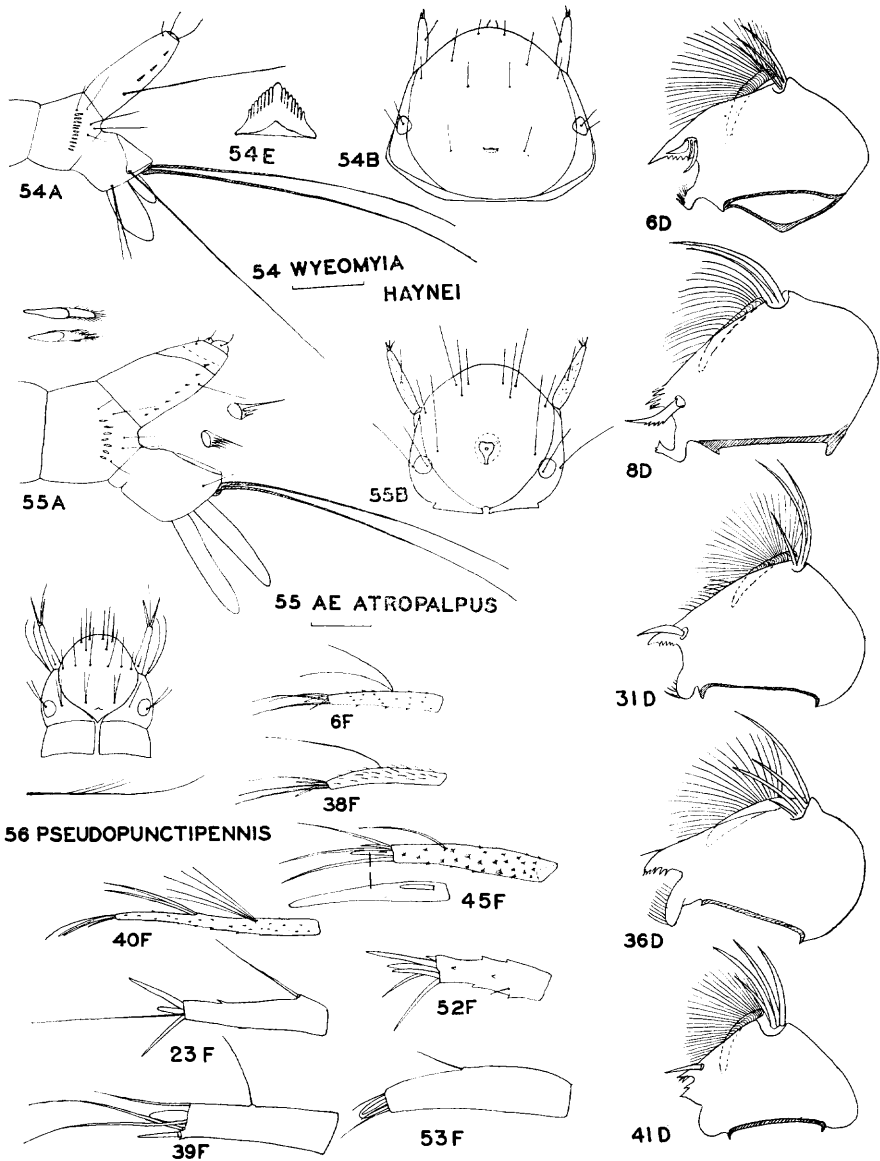 54A
54E
54B
6D
54 WYEOMYIA
HAYNEI
8D
55A
55B
55 AE ATROPALPUS
31D
6F
38F
56 PSEUDOPUNCTIPENNIS
45F
40F
36D
52F
23F
53F
39F
41D